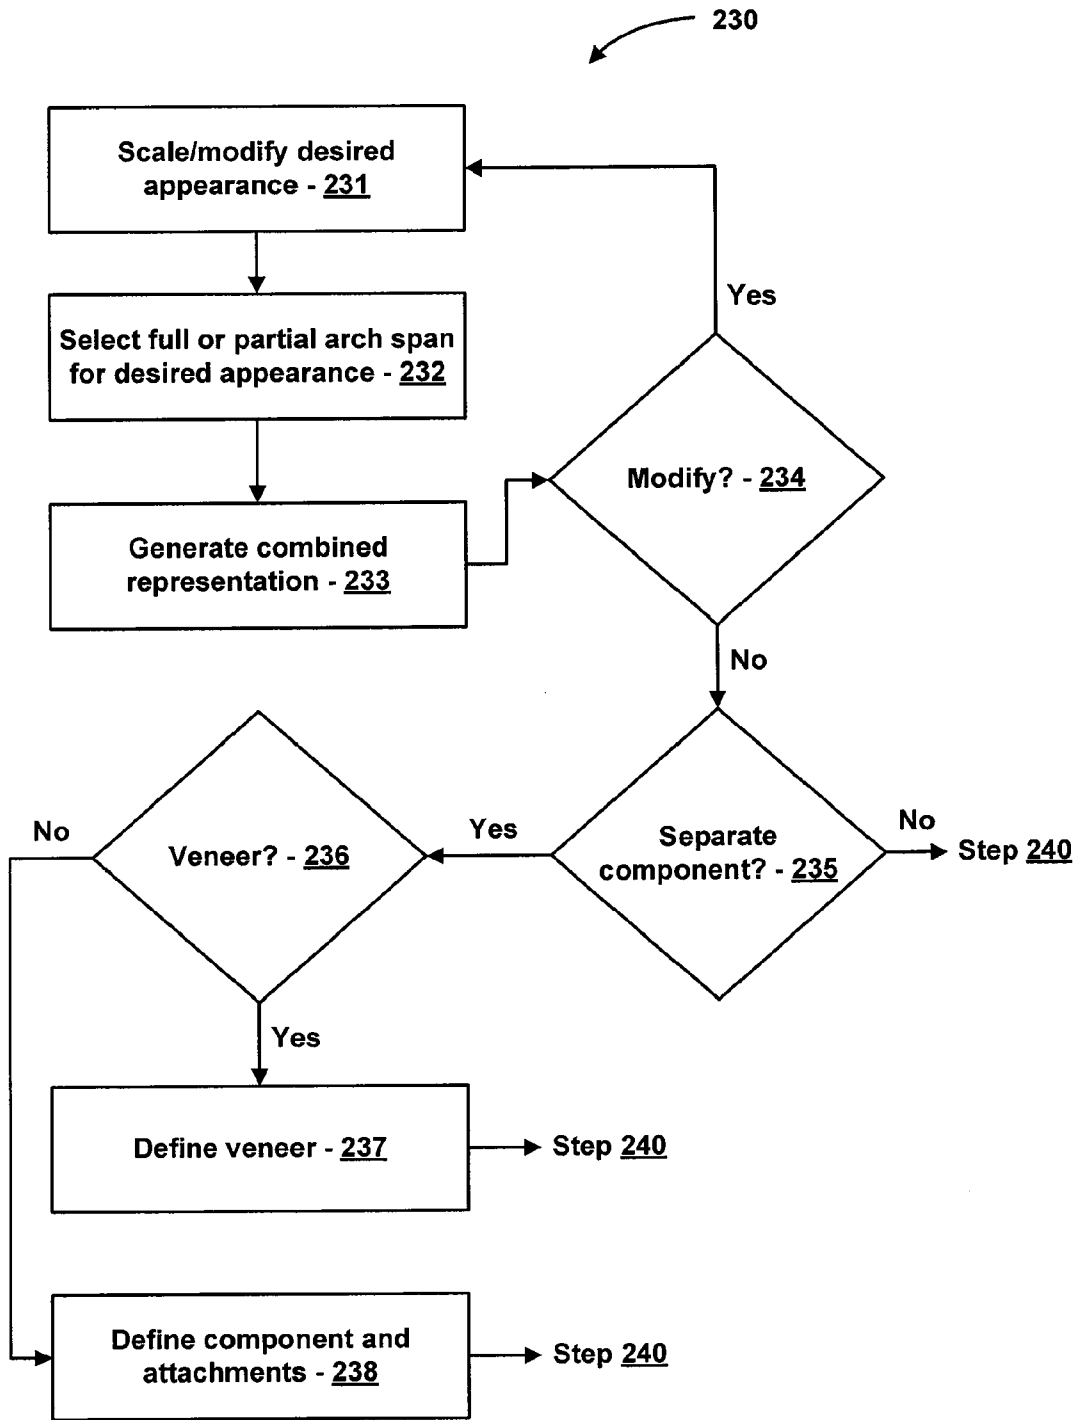 230
Scale/modify desired
appearance - 231
Select full or partial arch span
for desired appearance - 232
Generate combined
representation - 233
Yes
Modify? - 234
No
Separate
component? - 235
No
Step 240
Yes
Veneer? - 236
No
Yes
Define veneer - 237
Step 240
Define component and
attachments - 238
Step 240